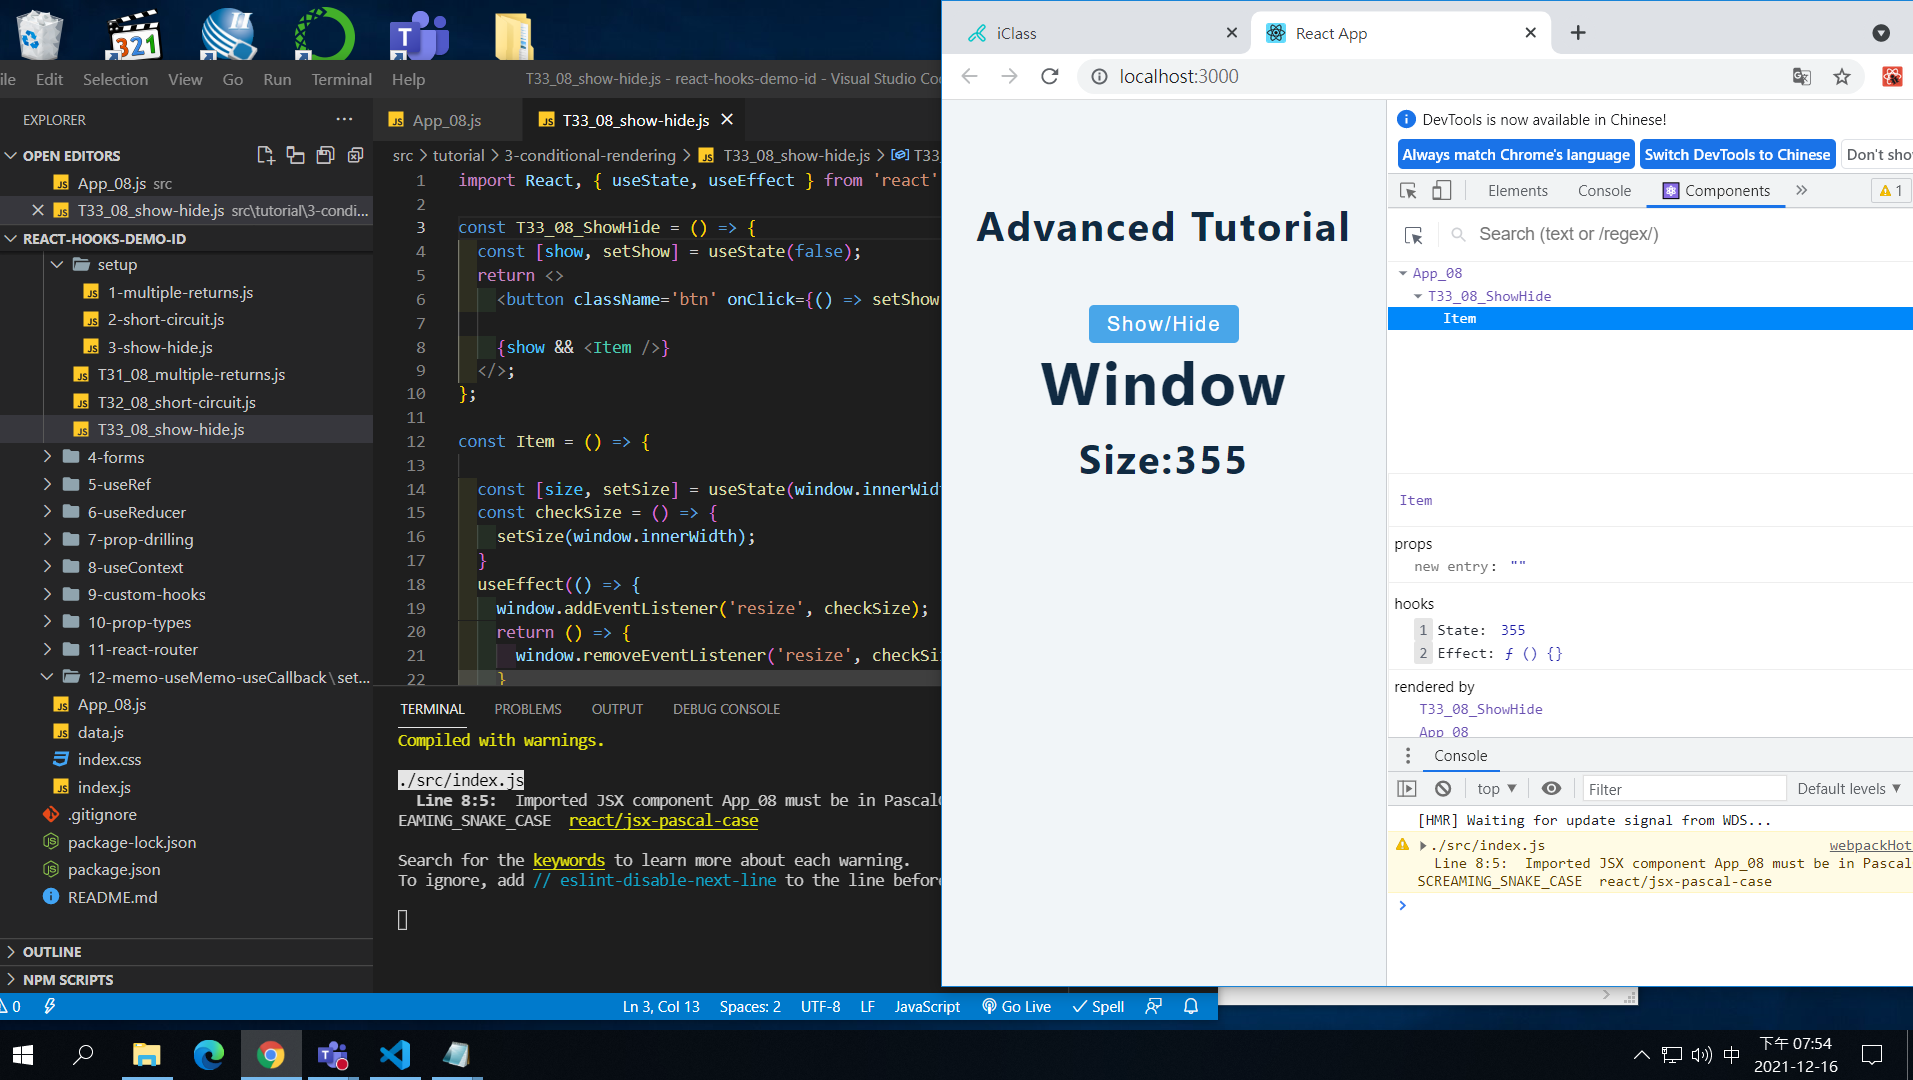 321
T
ile Edit Selection View Go Run Terminal Help
T33_08_show-hide.js - react-hooks-demo-id - Visual Studio Co
EXPLORER
OPEN EDITORS
App_08.js src
T33_08_show-hide.js src\tutorial\3-condi...
REACT-HOOKS-DEMO-ID
setup
1-multiple-returns.js
2-short-circuit.js
3-show-hide.js
T31_08_multiple-returns.js
T32_08_short-circuit.js
T33_08_show-hide.js
4-forms
5-useRef
6-useReducer
7-prop-drilling
8-useContext
9-custom-hooks
10-prop-types
11-react-router
12-memo-useMemo-useCallback\set...
App_08.js
data.js
index.css
index.js
.gitignore
package-lock.json
package.json
README.md
OUTLINE
NPM SCRIPTS
App_08.js
T33_08_show-hide.js
src > tutorial > 3-conditional-rendering > T33_08_show-hide.js > T33_
1 import React, { useState, useEffect } from 'react'
2
3 const T33_08_ShowHide = () => {
4 const [show, setShow] = useState(false);
5 return <>
6 <button className='btn' onClick={() => setShow
7
8 {show && <Item />}
9 </>;
10 };
11
12 const Item = () => {
13
14 const [size, setSize] = useState(window.innerWid
15 const checkSize = () => {
16 setSize(window.innerWidth);
17 }
18 useEffect(() => {
19 window.addEventListener('resize', checkSize);
20 return () => {
21 window.removeEventListener('resize', checkSi
22 }
TERMINAL PROBLEMS OUTPUT DEBUG CONSOLE
Compiled with warnings.
./src/index.js
Line 8:5: Imported JSX component App_08 must be in Pascal
EAMING_SNAKE_CASE react/jsx-pascal-case
Search for the keywords to learn more about each warning.
To ignore, add // eslint-disable-next-line to the line befor
0
Ln 3, Col 13 Spaces: 2 UTF-8 LF JavaScript Go Live Spell
iClass
React App
localhost:3000
Advanced Tutorial
Show/Hide
Window
Size:355
DevTools is now available in Chinese!
Always match Chrome's language Switch DevTools to Chinese Don't sho
Elements Console Components » 1
Search (text or /regex/)
App_08
T33_08_ShowHide
Item
Item
props
new entry: ""
hooks
1 State: 355
2 Effect: ƒ () {}
rendered by
T33_08_ShowHide
App_08
Console
top ▼ Filter Default levels ▼
[HMR] Waiting for update signal from WDS...
./src/index.js webpackHot
Line 8:5: Imported JSX component App_08 must be in Pascal
SCREAMING_SNAKE_CASE react/jsx-pascal-case
中
下午 07:54
2021-12-16